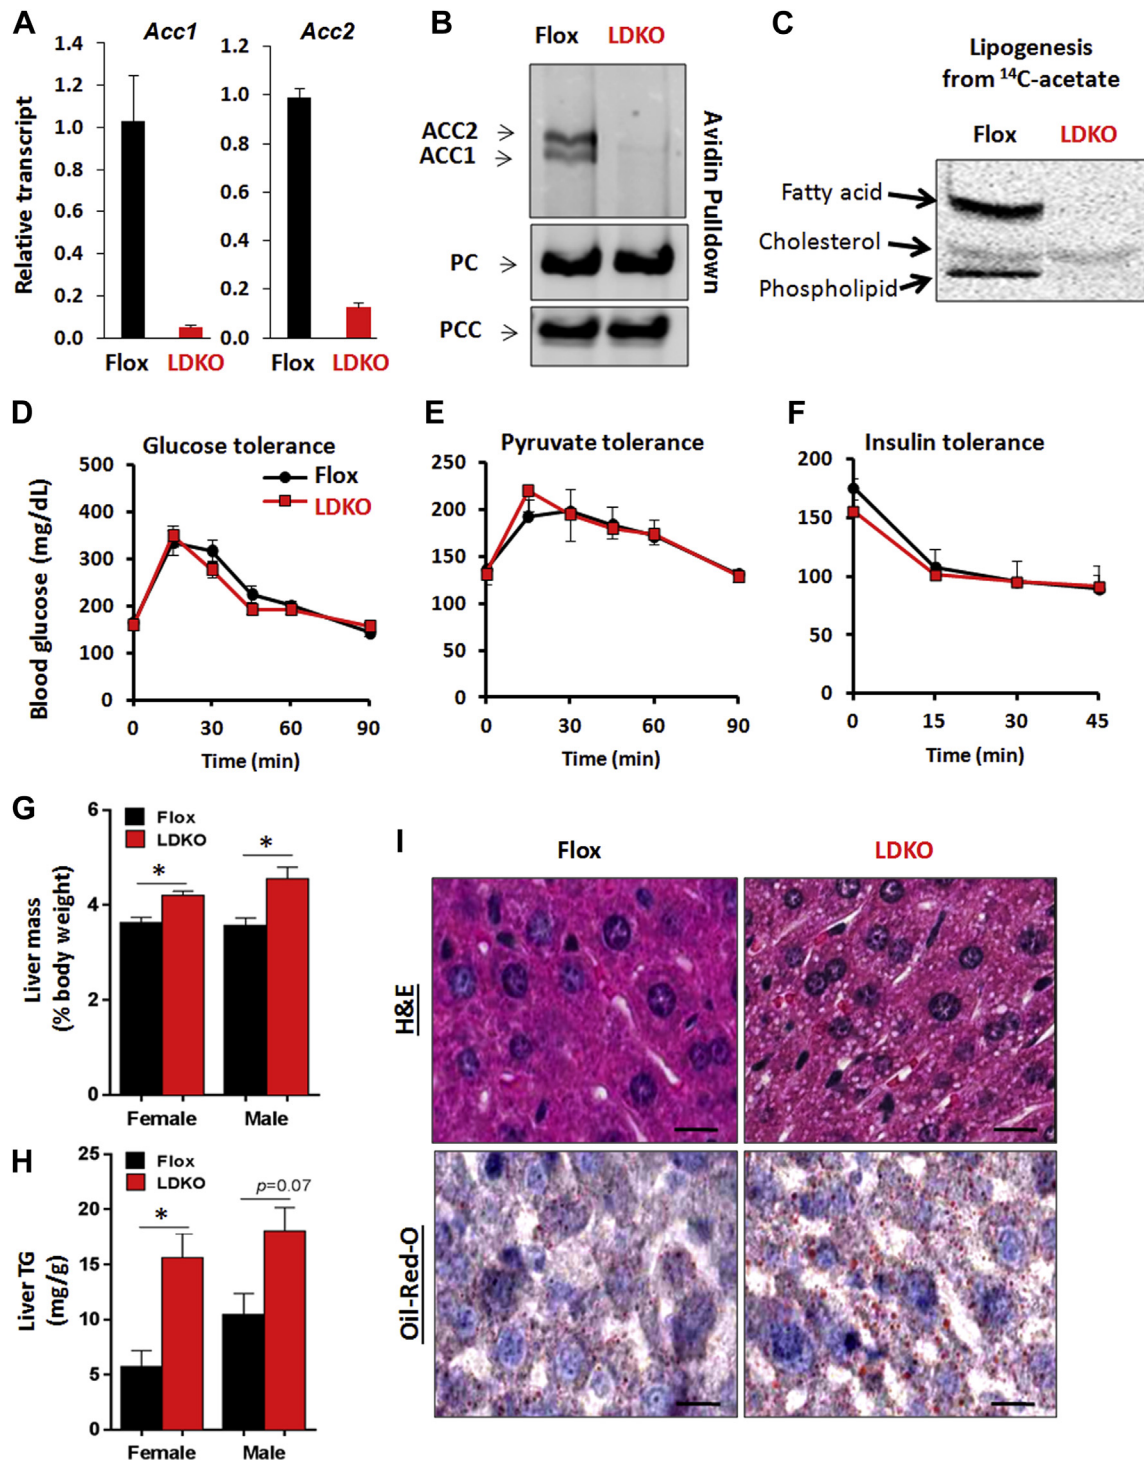 A
Acc1
Acc2
Relative transcript
1.4
1.2
1.0
0.8
0.6
0.4
0.2
0.0
1.2
1.0
0.8
0.6
0.4
0.2
0.0
Flox LDKO
Flox LDKO
B
Flox LDKO
ACC2
ACC1
PC
PCC
Avidin Pulldown
C
Lipogenesis
from ¹⁴C-acetate
Flox LDKO
Fatty acid
Cholesterol
Phospholipid
D
Glucose tolerance
Flox
LDKO
Blood glucose (mg/dL)
500
400
300
200
100
0
0 30 60 90
Time (min)
E
Pyruvate tolerance
250
200
150
100
50
0
0 30 60 90
Time (min)
F
Insulin tolerance
200
150
100
50
0
0 15 30 45
Time (min)
G
Flox
LDKO
Liver mass
(% body weight)
6
4
2
0
* *
Female Male
H
Flox
LDKO
Liver TG
(mg/g)
25
20
15
10
5
0
*
p=0.07
Female Male
I
Flox LDKO
H&E
Oil-Red-O